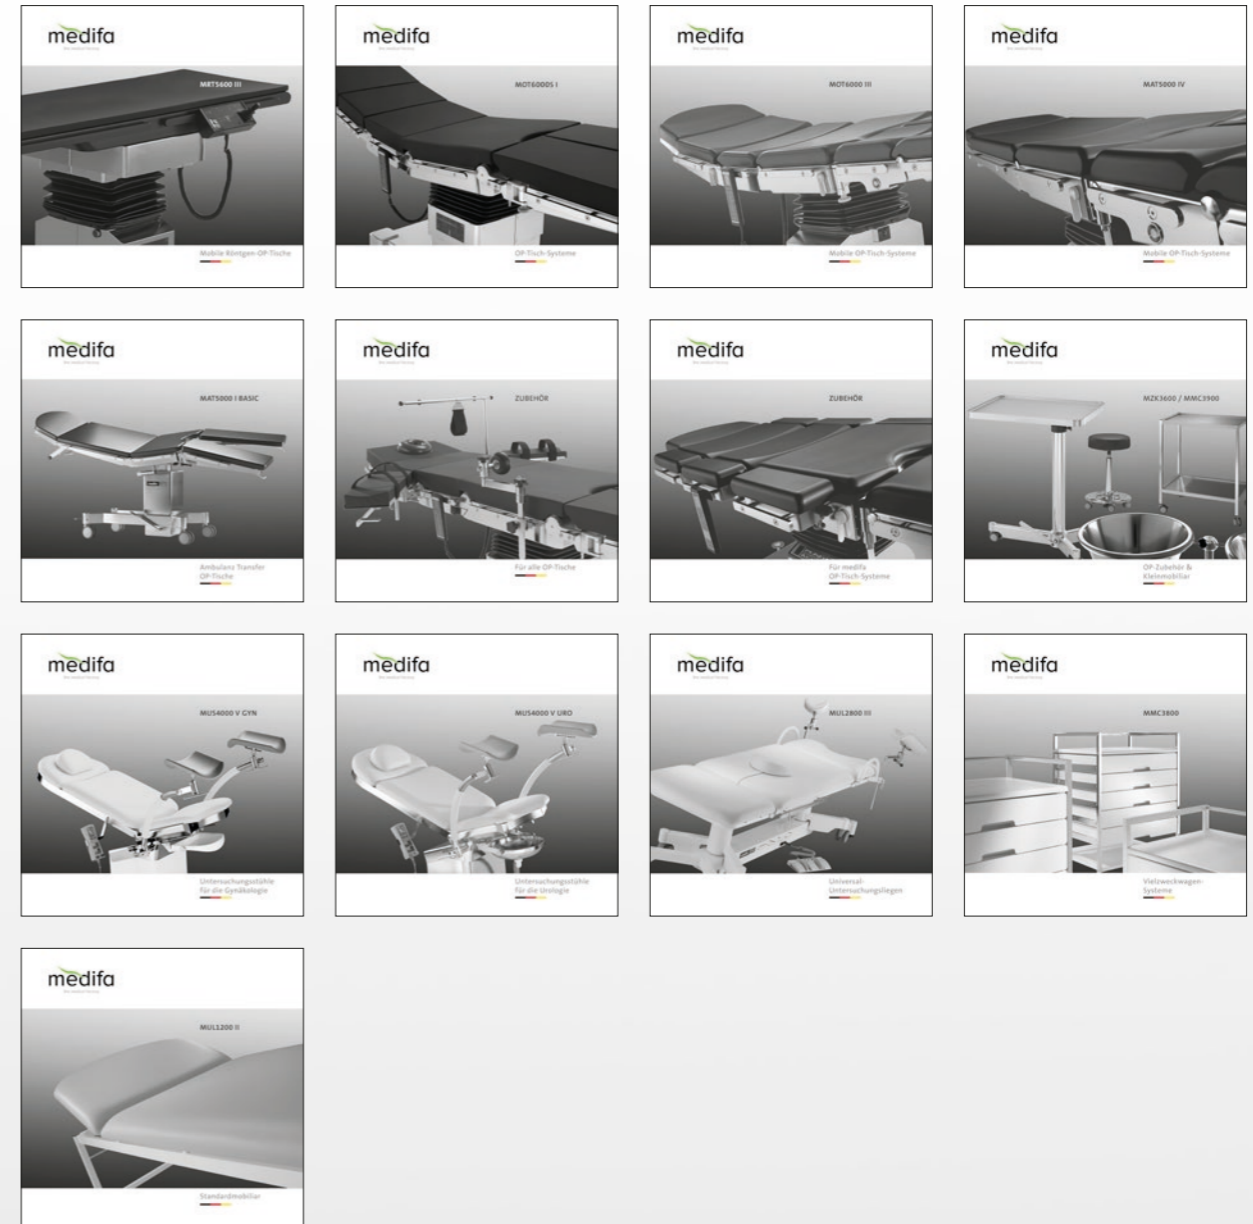 medifa
MRT5600 III
Mobile Röntgen-OP-Tische
medifa
MOT6000S I
OP-Tisch-Systeme
medifa
MOT6000 III
Mobile OP-Tisch-Systeme
medifa
MAT5000 IV
Mobile OP-Tisch-Systeme
medifa
MAT5000 I BASIC
Ambulanz Transfer
OP-Tische
medifa
ZUBEHÖR
Für alle OP-Tische
medifa
ZUBEHÖR
Für medifa
OP-Tisch-Systeme
medifa
MZK3600 / MMC3900
OP-Zubehör &
Kleinmobiliar
medifa
MUS4000 V GYN
Untersuchungsstühle
für die Gynäkologie
medifa
MUS4000 V URO
Untersuchungsstühle
für die Urologie
medifa
MUL2800 III
Universal-
Untersuchungsliegen
medifa
MMC3800
Vielzweckwagen-
Systeme
medifa
MUL1200 II
Standardmobiliar